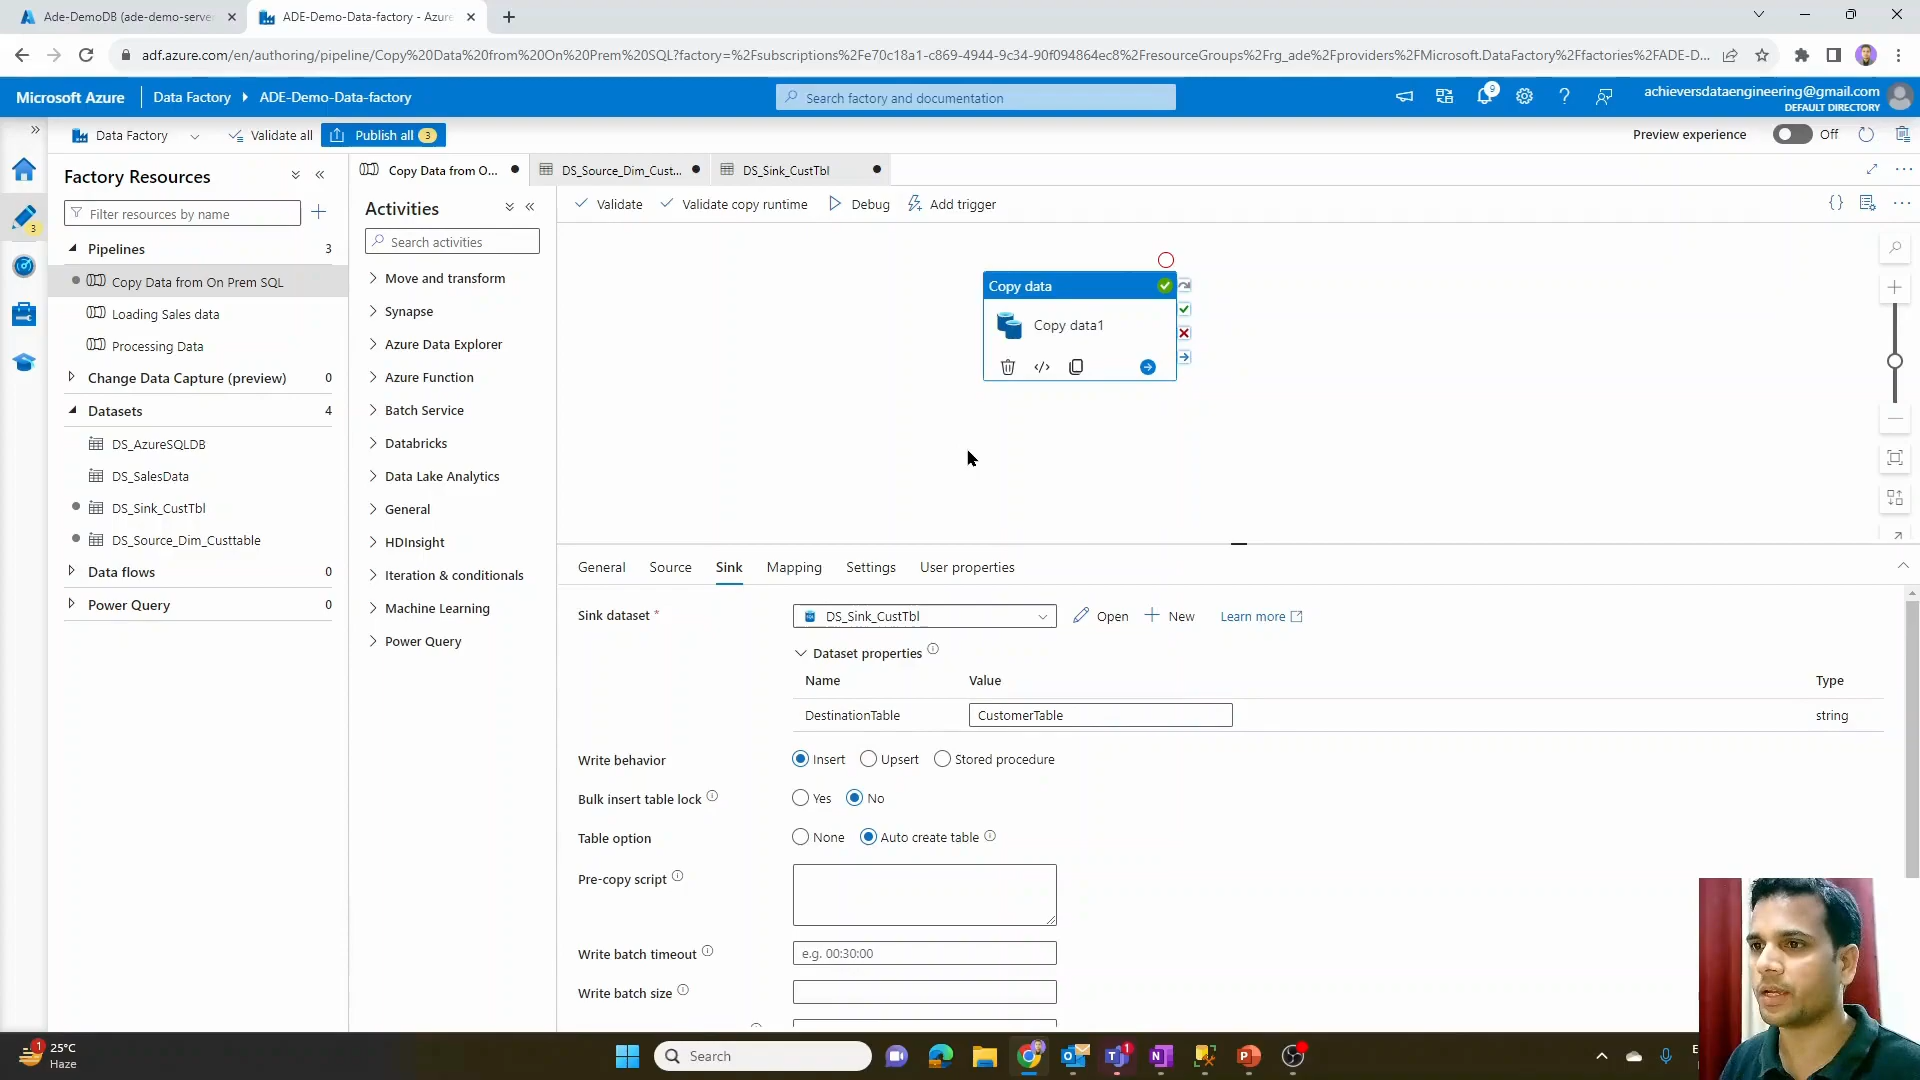 Ade-DemoDB (ade-demo-server
ADE-Demo-Data-factory - Azure
adf.azure.com/en/authoring/pipeline/Copy%20Data%20from%20On%20Prem%20SQL?factory=%2Fsubscriptions%2Fe70c18a1-c869-4944-9c34-90f094864ec8%2FresourceGroups%2Frg_ade%2Fproviders%2FMicrosoft.DataFactory%2Ffactories%2FADE-D...
Microsoft Azure
Data Factory
ADE-Demo-Data-factory
Search factory and documentation
9
achieversdataengineering@gmail.com
DEFAULT DIRECTORY
Data Factory
Validate all
Publish all 3
Preview experience
Off
3
Factory Resources
Filter resources by name
Pipelines 3
Copy Data from On Prem SQL
Loading Sales data
Processing Data
Change Data Capture (preview) 0
Datasets 4
DS_AzureSQLDB
DS_SalesData
DS_Sink_CustTbl
DS_Source_Dim_Custtable
Data flows 0
Power Query 0
Copy Data from O...
DS_Source_Dim_Cust...
DS_Sink_CustTbl
Activities
Search activities
Move and transform
Synapse
Azure Data Explorer
Azure Function
Batch Service
Databricks
Data Lake Analytics
General
HDInsight
Iteration & conditionals
Machine Learning
Power Query
Validate
Validate copy runtime
Debug
Add trigger
Copy data
Copy data1
General
Source
Sink
Mapping
Settings
User properties
Sink dataset *
DS_Sink_CustTbl
Open
New
Learn more
Dataset properties
Name
Value
Type
DestinationTable
CustomerTable
string
Write behavior
Insert
Upsert
Stored procedure
Bulk insert table lock
Yes
No
Table option
None
Auto create table
Pre-copy script
Write batch timeout
e.g. 00:30:00
Write batch size
1
25°C
Haze
Search
1